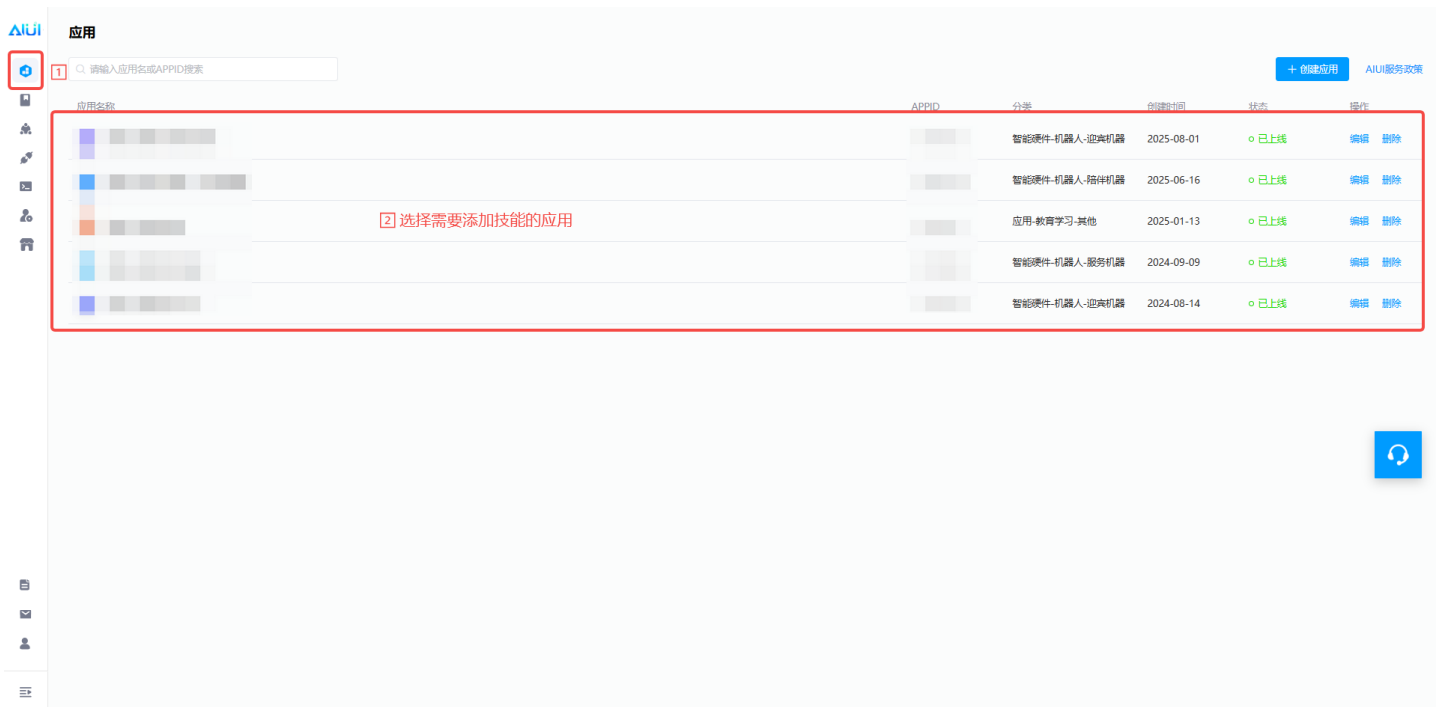 AIUI
应用
1
请输入应用名或APPID搜索
创建应用
AIUI服务政策
应用名称 APPID 分类 创建时间 状态 操作
智能硬件-机器人-迎宾机器 2025-08-01 已上线 编辑 删除
智能硬件-机器人-陪伴机器 2025-06-16 已上线 编辑 删除
2 选择需要添加技能的应用
应用-教育学习-其他 2025-01-13 已上线 编辑 删除
智能硬件-机器人-服务机器 2024-09-09 已上线 编辑 删除
智能硬件-机器人-迎宾机器 2024-08-14 已上线 编辑 删除